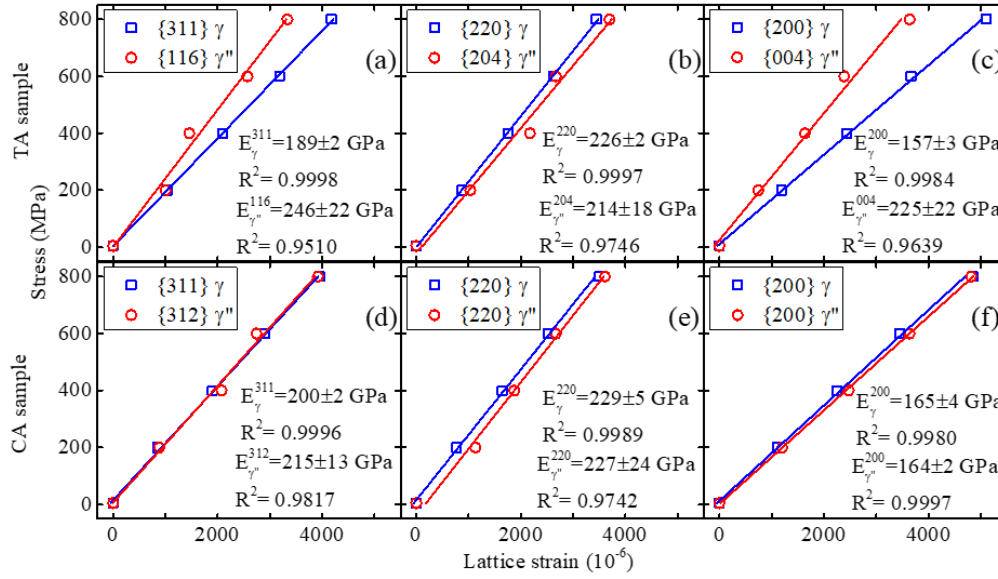 TA sample
CA sample
Stress (MPa)
800
600
400
200
0
{311} γ
{116} γ"
(a)
E_γ^311=189±2 GPa
R²= 0.9998
E_γ"^116=246±22 GPa
R²= 0.9510
{220} γ
{204} γ"
(b)
E_γ^220=226±2 GPa
R²= 0.9997
E_γ"^204=214±18 GPa
R²= 0.9746
{200} γ
{004} γ"
(c)
E_γ^200=157±3 GPa
R²= 0.9984
E_γ"^004=225±22 GPa
R²= 0.9639
800
600
400
200
0
{311} γ
{312} γ"
(d)
E_γ^311=200±2 GPa
R²= 0.9996
E_γ"^312=215±13 GPa
R²= 0.9817
{220} γ
{220} γ"
(e)
E_γ^220=229±5 GPa
R²= 0.9989
E_γ"^220=227±24 GPa
R²= 0.9742
{200} γ
{200} γ"
(f)
E_γ^200=165±4 GPa
R²= 0.9980
E_γ"^200=164±2 GPa
R²= 0.9997
0 2000 4000 0 2000 4000 0 2000 4000
Lattice strain (10⁻⁶)